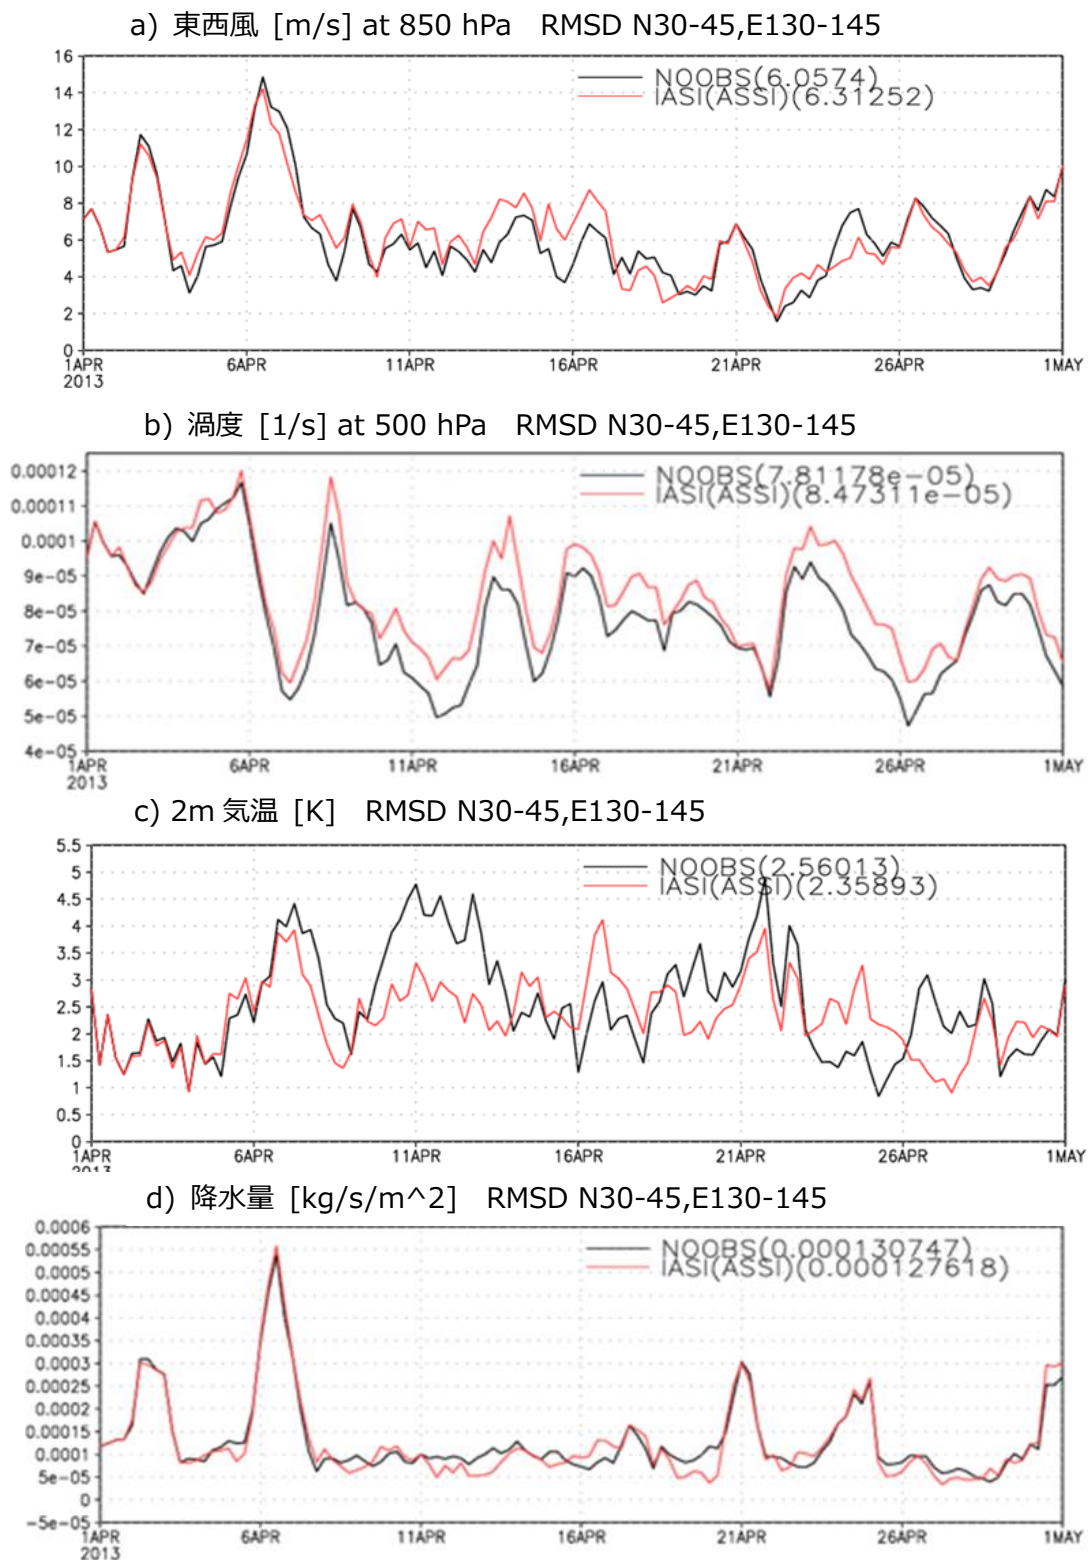 a) 東西風 [m/s] at 850 hPa RMSD N30-45,E130-145
16
14
12
10
8
6
4
2
0
NOOBS(6.0574)
IASI(ASSI)(6.31252)
1APR 6APR 11APR 16APR 21APR 26APR 1MAY
2013
b) 渦度 [1/s] at 500 hPa RMSD N30-45,E130-145
0.00012
0.00011
0.0001
9e-05
8e-05
7e-05
6e-05
5e-05
4e-05
NOOBS(7.81178e-05)
IASI(ASSI)(8.47311e-05)
1APR 6APR 11APR 16APR 21APR 26APR 1MAY
2013
c) 2m 気温 [K] RMSD N30-45,E130-145
5.5
5
4.5
4
3.5
3
2.5
2
1.5
1
0.5
0
NOOBS(2.56013)
IASI(ASSI)(2.35893)
1APR 6APR 11APR 16APR 21APR 26APR 1MAY
2013
d) 降水量 [kg/s/m^2] RMSD N30-45,E130-145
0.0006
0.00055
0.0005
0.00045
0.0004
0.00035
0.0003
0.00025
0.0002
0.00015
0.0001
5e-05
0
-5e-05
NOOBS(0.000130747)
IASI(ASSI)(0.000127618)
1APR 6APR 11APR 16APR 21APR 26APR 1MAY
2013